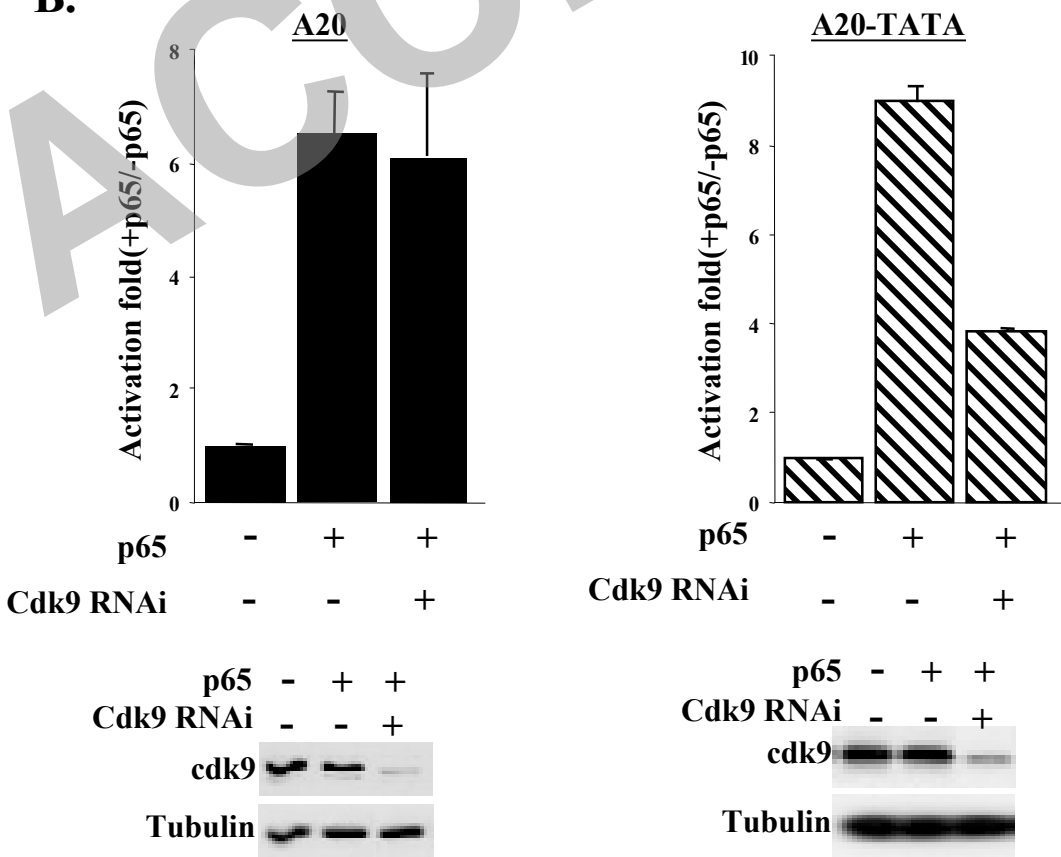 B.
A20
8
6
4
2
0
Activation fold(+p65/-p65)
p65 - + +
Cdk9 RNAi - - +
p65 - + +
Cdk9 RNAi - - +
cdk9
Tubulin
A20-TATA
10
8
6
4
2
0
Activation fold(+p65/-p65)
p65 - + +
Cdk9 RNAi - - +
p65 - + +
Cdk9 RNAi - - +
cdk9
Tubulin